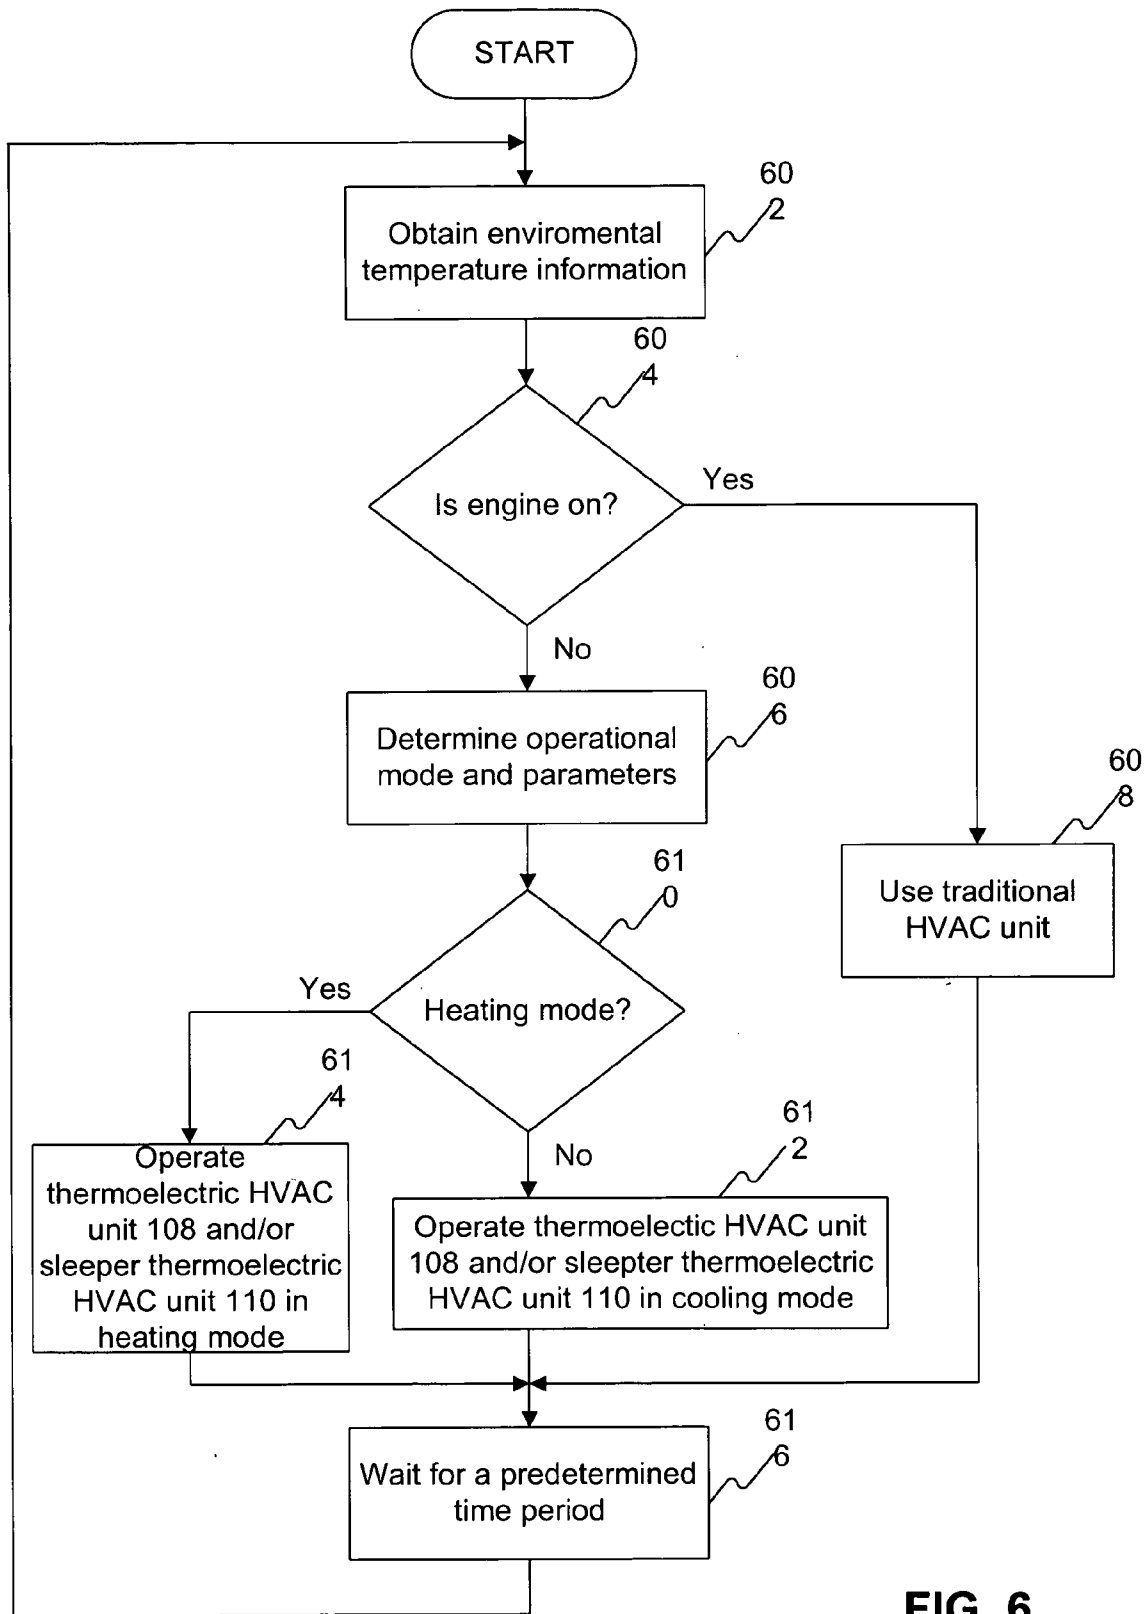 START
60
2
Obtain enviromental
temperature information
60
4
Is engine on?
Yes
No
60
6
Determine operational
mode and parameters
60
8
Use traditional
HVAC unit
61
0
Heating mode?
Yes
No
61
4
Operate
thermoelectric HVAC
unit 108 and/or
sleeper thermoelectric
HVAC unit 110 in
heating mode
61
2
Operate thermoelectic HVAC unit
108 and/or sleepter thermoelectric
HVAC unit 110 in cooling mode
61
6
Wait for a predetermined
time period
FIG. 6